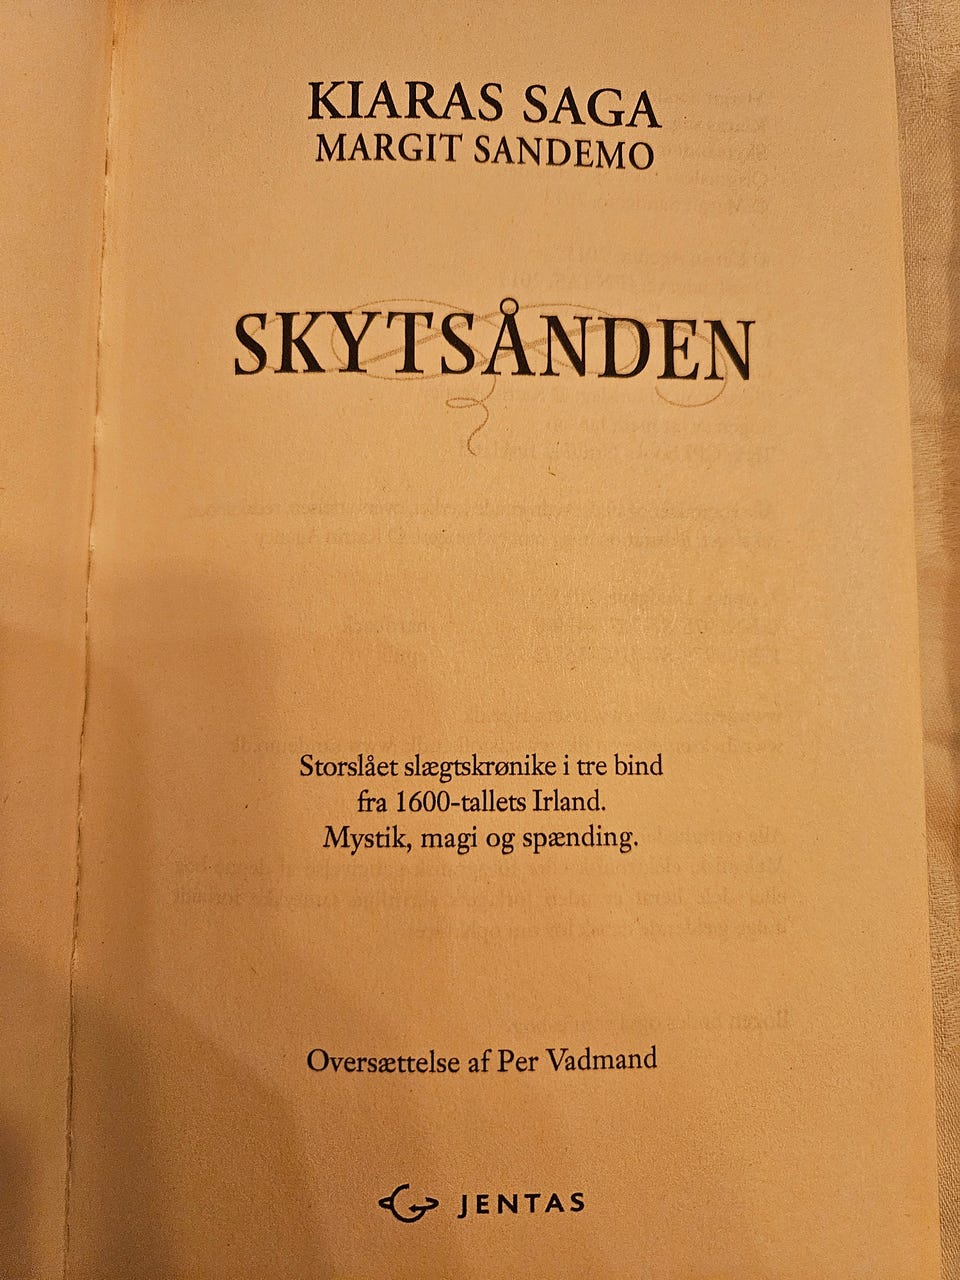 KIARAS SAGA
MARGIT SANDEMO
SKYTSÅNDEN
Storslået slægtskrønike i tre bind
fra 1600-tallets Irland.
Mystik, magi og spænding.
Oversættelse af Per Vadmand
JENTAS